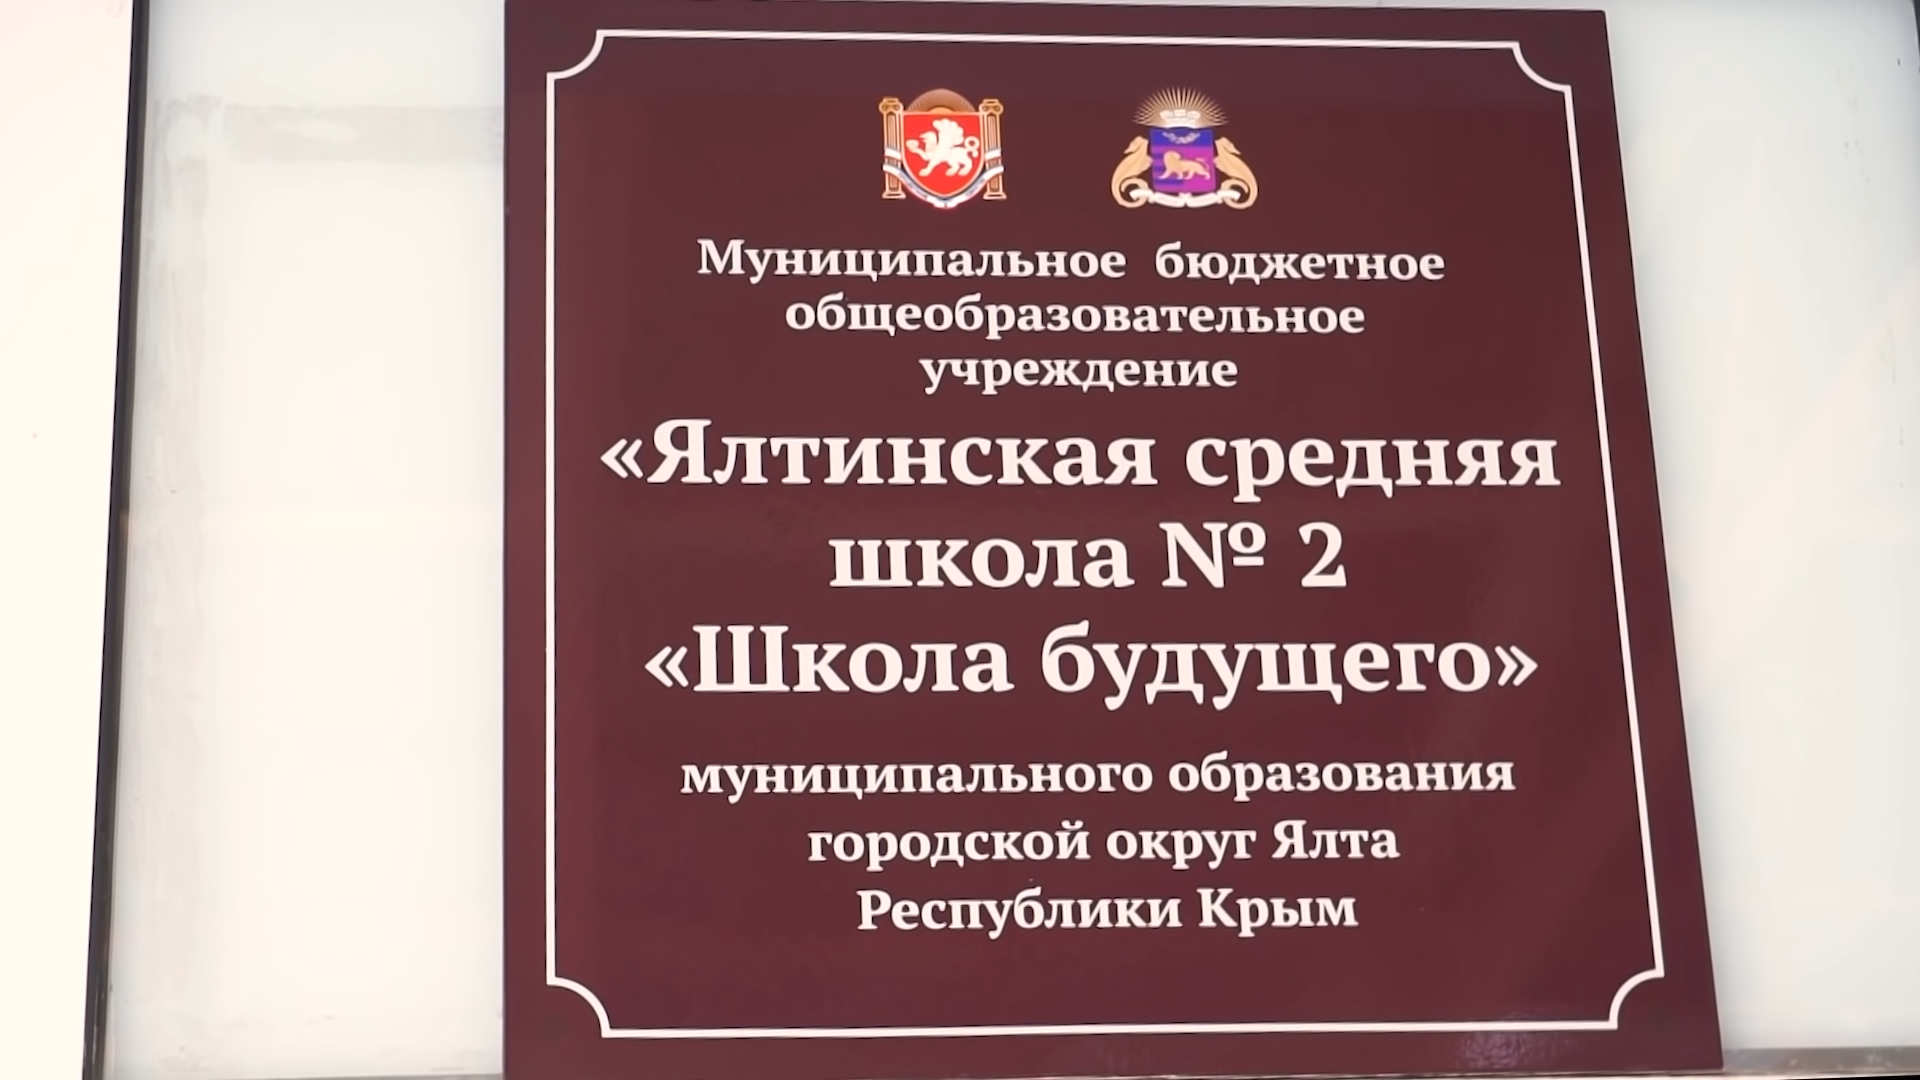 Муниципальное бюджетное
общеобразовательное
учреждение
«Ялтинская средняя
школа № 2
«Школа будущего»
муниципального образования
городской округ Ялта
Республики Крым